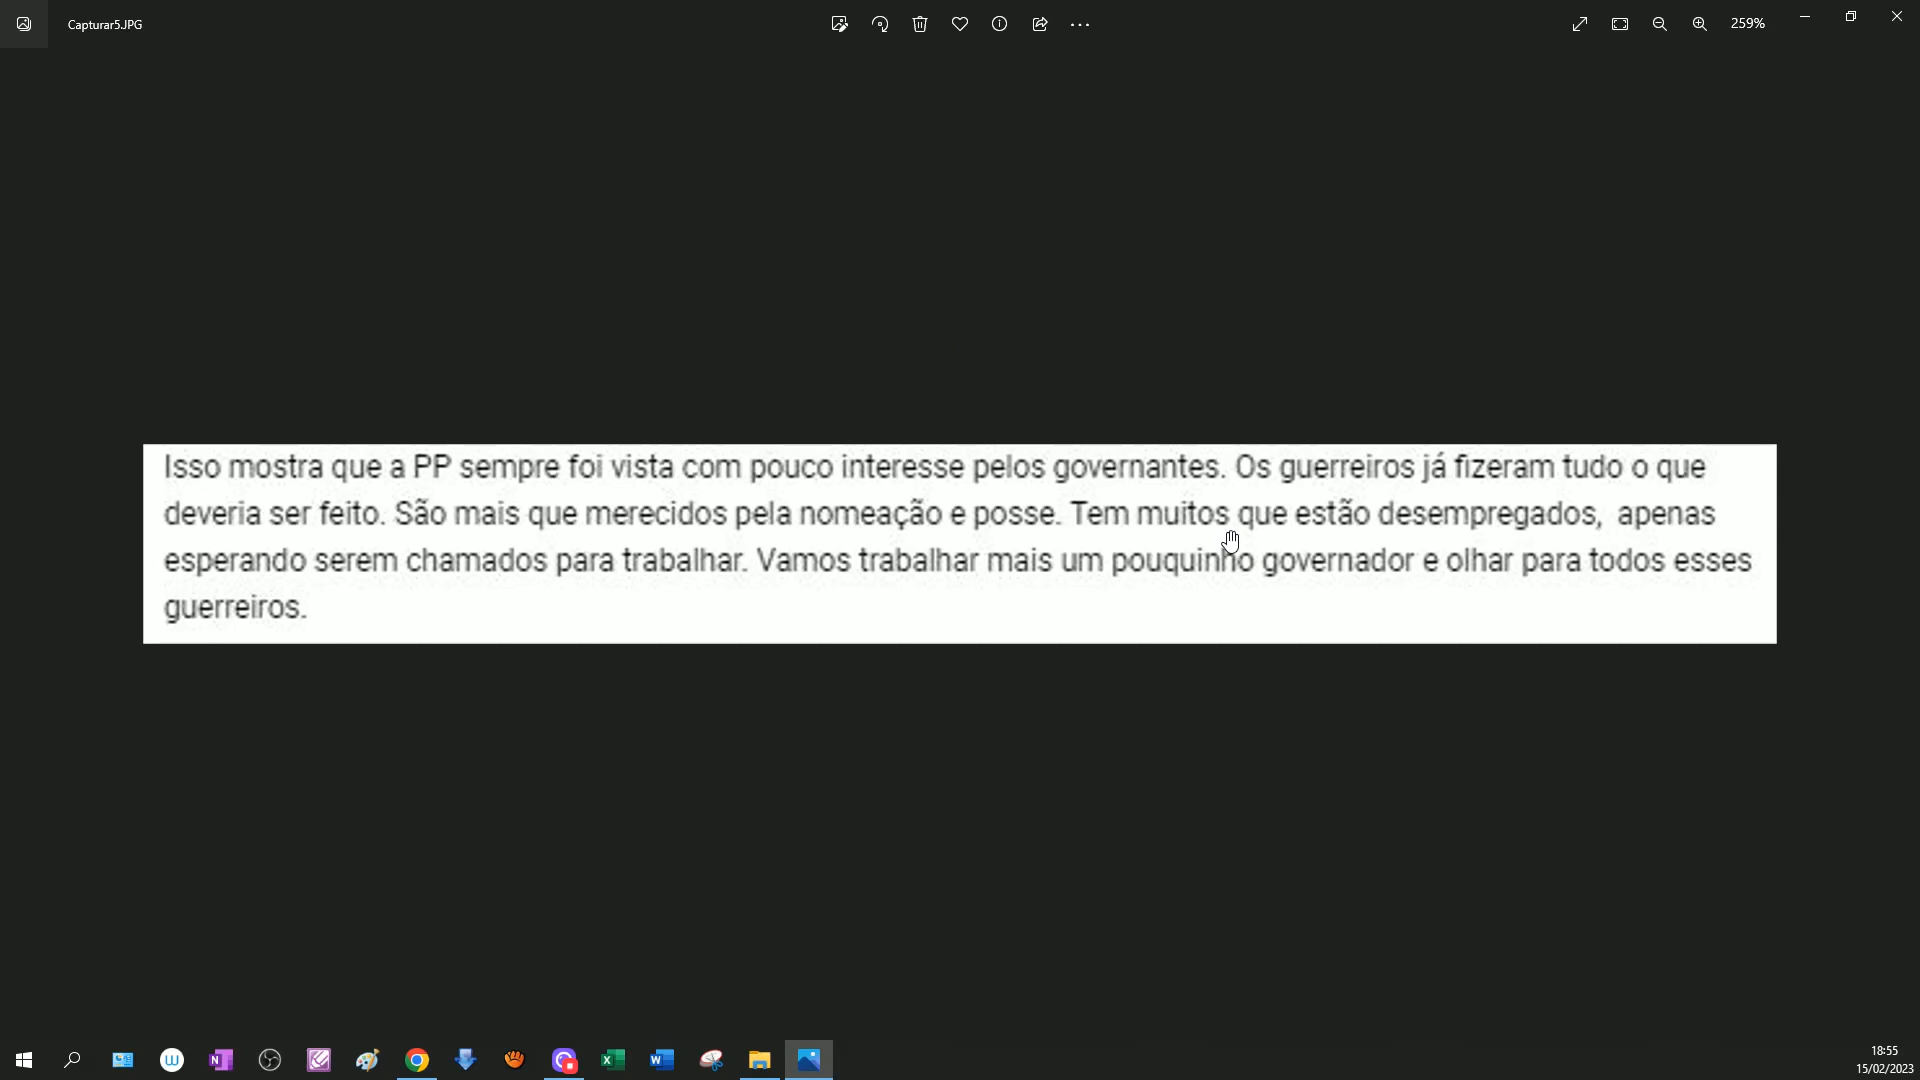 Capturar5.JPG
259%
Isso mostra que a PP sempre foi vista com pouco interesse pelos governantes. Os guerreiros já fizeram tudo o que
deveria ser feito. São mais que merecidos pela nomeação e posse. Tem muitos que estão desempregados,  apenas
esperando serem chamados para trabalhar. Vamos trabalhar mais um pouquinho governador e olhar para todos esses
guerreiros.
18:55
15/02/2023